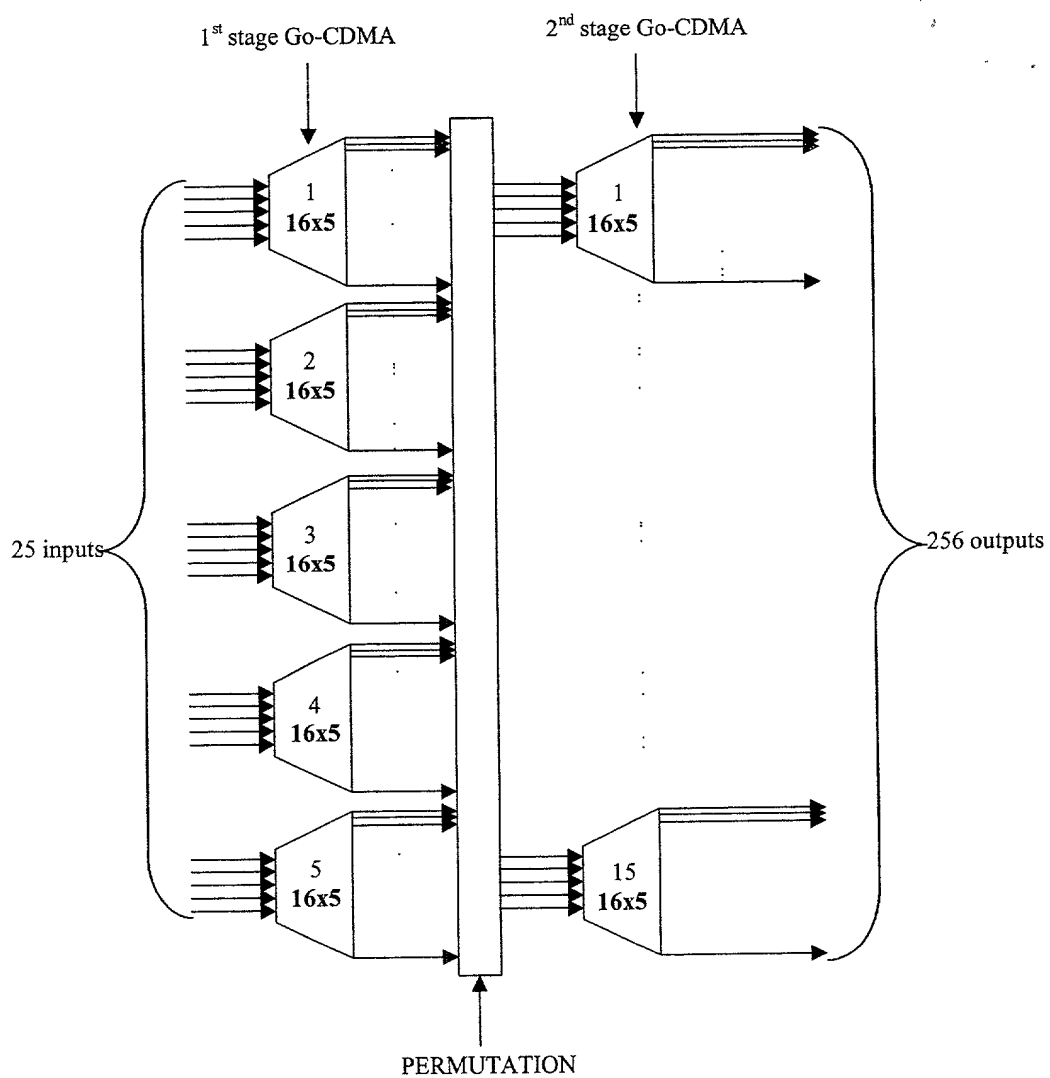 1st stage Go-CDMA
2nd stage Go-CDMA
1
16x5
1
16x5
2
16x5
3
16x5
25 inputs
256 outputs
4
16x5
5
16x5
15
16x5
PERMUTATION